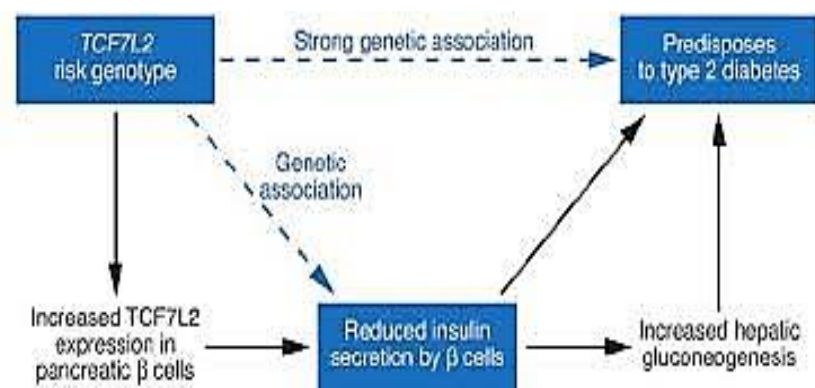 TCF7L2
risk genotype
Strong genetic association
Predisposes
to type 2 diabetes
Genetic
association
Increased TCF7L2
expression in
pancreatic β cells
Reduced insulin
secretion by β cells
Increased hepatic
gluconeogenesis